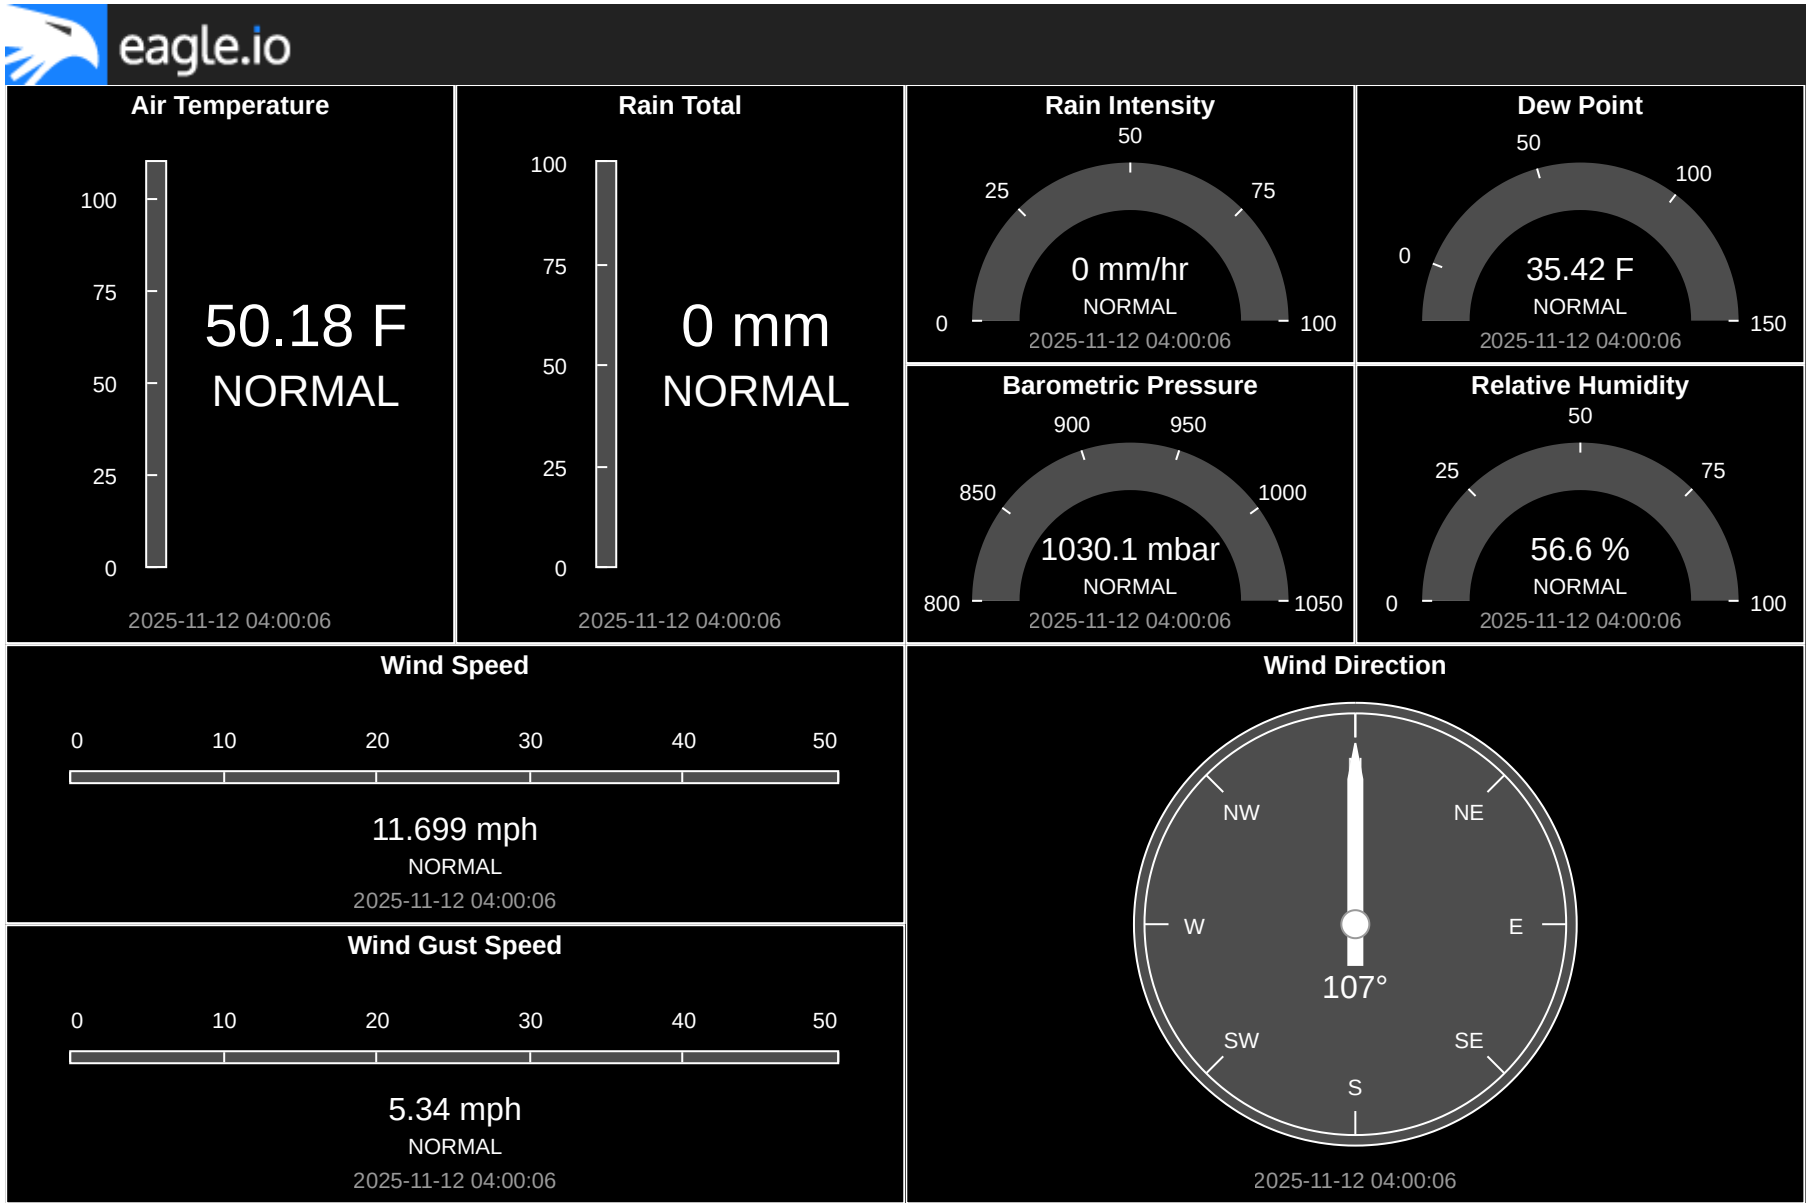 eagle.io
Air Temperature
100
75
50
25
0
50.18 F
NORMAL
2025-11-12 04:00:06
Rain Total
100
75
50
25
0
0 mm
NORMAL
2025-11-12 04:00:06
Rain Intensity
0
25
50
75
100
0 mm/hr
NORMAL
2025-11-12 04:00:06
Dew Point
0
50
100
150
35.42 F
NORMAL
2025-11-12 04:00:06
Barometric Pressure
800
850
900
950
1000
1050
1030.1 mbar
NORMAL
2025-11-12 04:00:06
Relative Humidity
0
25
50
75
100
56.6 %
NORMAL
2025-11-12 04:00:06
Wind Speed
0 10 20 30 40 50
11.699 mph
NORMAL
2025-11-12 04:00:06
Wind Gust Speed
0 10 20 30 40 50
5.34 mph
NORMAL
2025-11-12 04:00:06
Wind Direction
NW NE
W E
107°
SW SE
S
2025-11-12 04:00:06